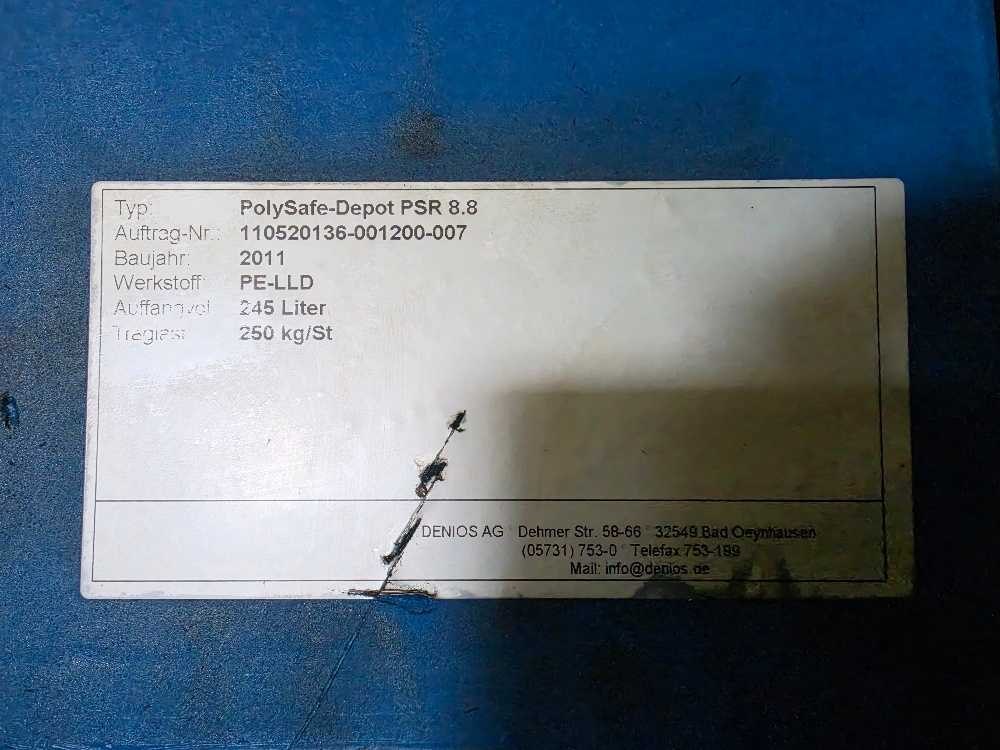 Typ: PolySafe-Depot PSR 8.8
Auftrag-Nr.: 110520136-001200-007
Baujahr: 2011
Werkstoff: PE-LLD
Auffangvol. 245 Liter
Traglast 250 kg/St
DENIOS AG ° Dehmer Str. 58-66 ° 32549 Bad Oeynhausen
(05731) 753-0 ° Telefax 753-199
Mail: info@denios.de